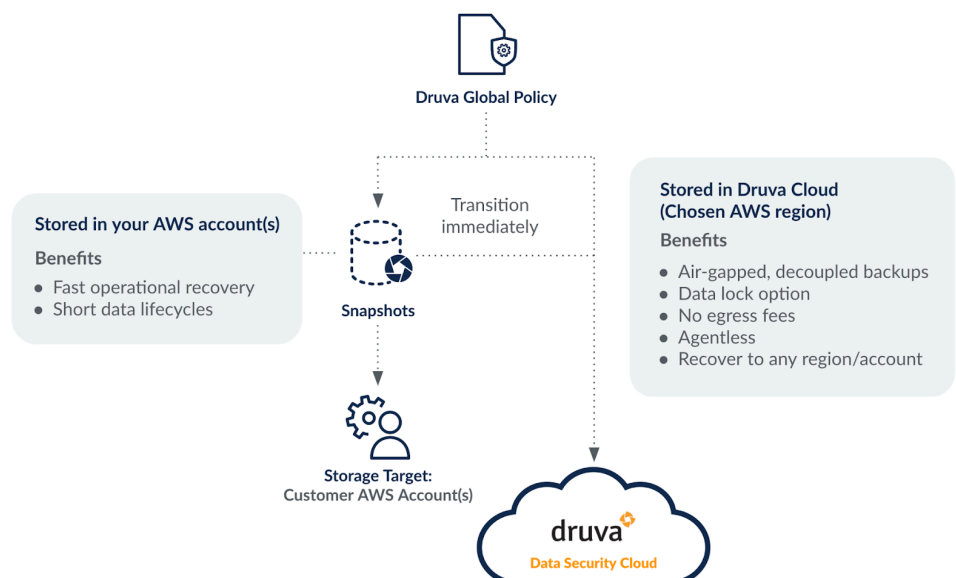 Druva Global Policy
Stored in your AWS account(s)
Benefits
● Fast operational recovery
● Short data lifecycles
Transition
immediately
Snapshots
Stored in Druva Cloud
(Chosen AWS region)
Benefits
● Air-gapped, decoupled backups
● Data lock option
● No egress fees
● Agentless
● Recover to any region/account
Storage Target:
Customer AWS Account(s)
druva
Data Security Cloud